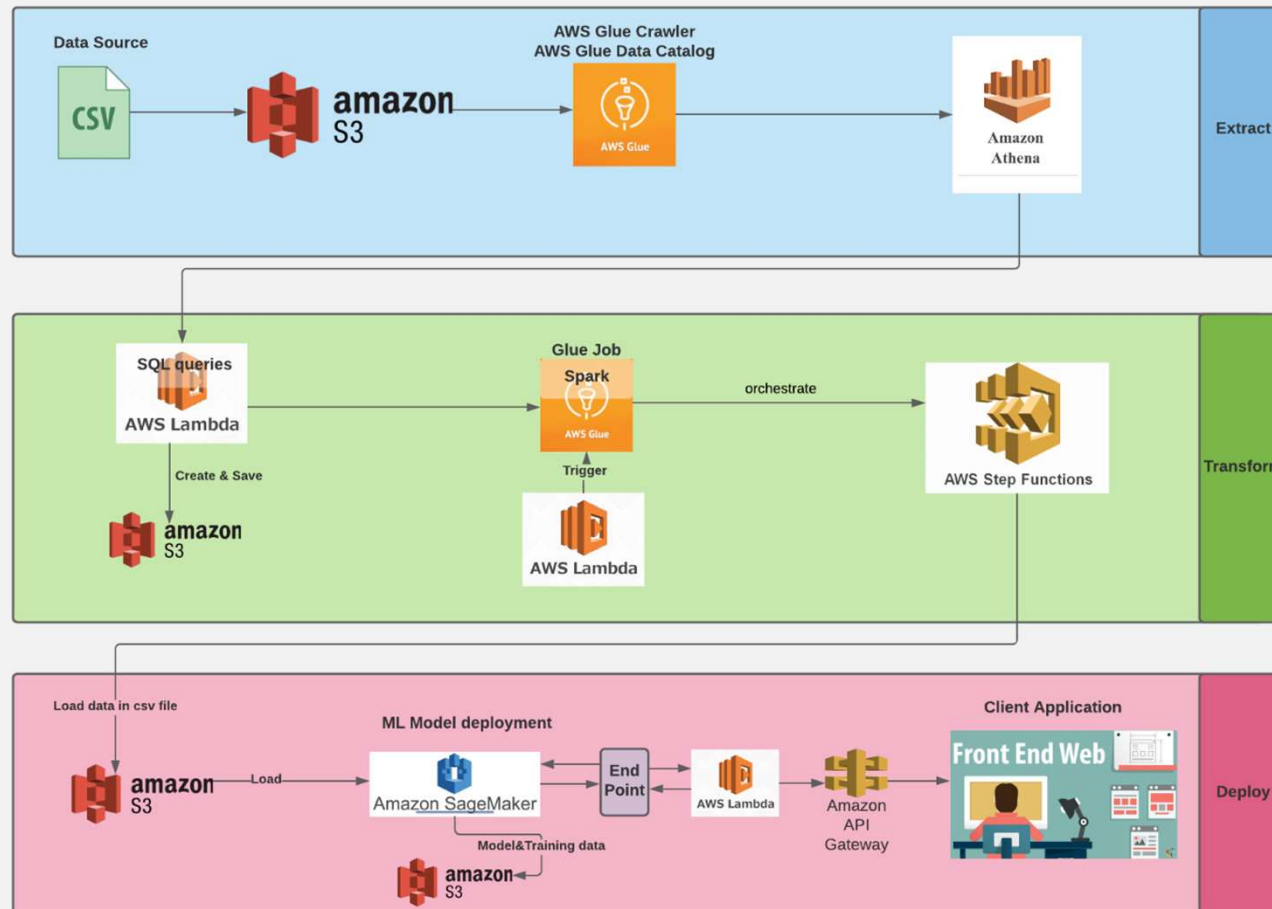 Data Source
CSV
amazon
S3
AWS Glue Crawler
AWS Glue Data Catalog
AWS Glue
Amazon
Athena
Extract
SQL queries
AWS Lambda
Create & Save
amazon
S3
Glue Job
Spark
AWS Glue
Trigger
AWS Lambda
orchestrate
AWS Step Functions
Transform
Load data in csv file
amazon
S3
Load
ML Model deployment
Amazon SageMaker
Model&Training data
amazon
S3
End
Point
AWS Lambda
Amazon
API
Gateway
Client Application
Front End Web
Deploy